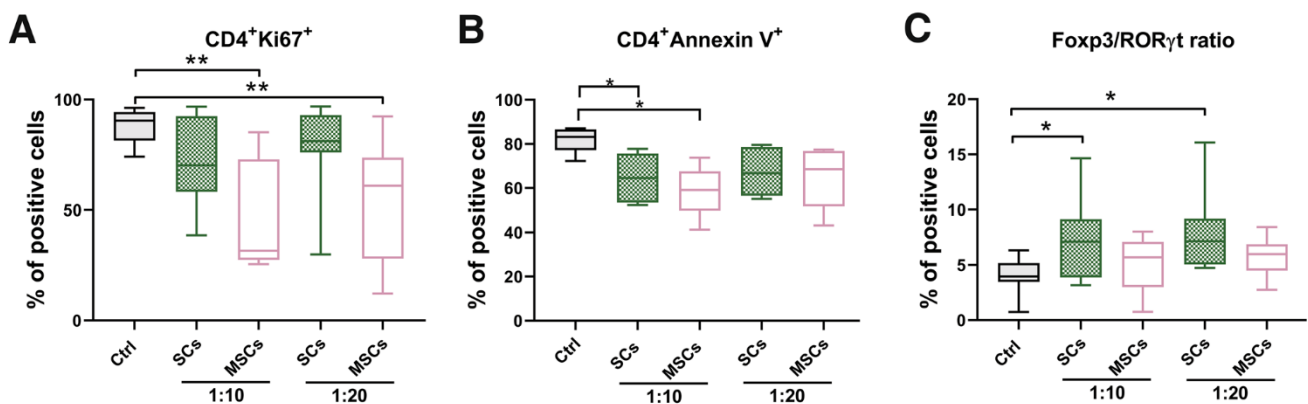 A
CD4+Ki67+
**
**
% of positive cells
100
50
0
Ctrl
SCs
MSCs
SCs
MSCs
1:10
1:20
B
CD4+Annexin V+
*
*
% of positive cells
100
80
60
40
20
0
Ctrl
SCs
MSCs
SCs
MSCs
1:10
1:20
C
Foxp3/RORγt ratio
*
*
% of positive cells
20
15
10
5
0
Ctrl
SCs
MSCs
SCs
MSCs
1:10
1:20